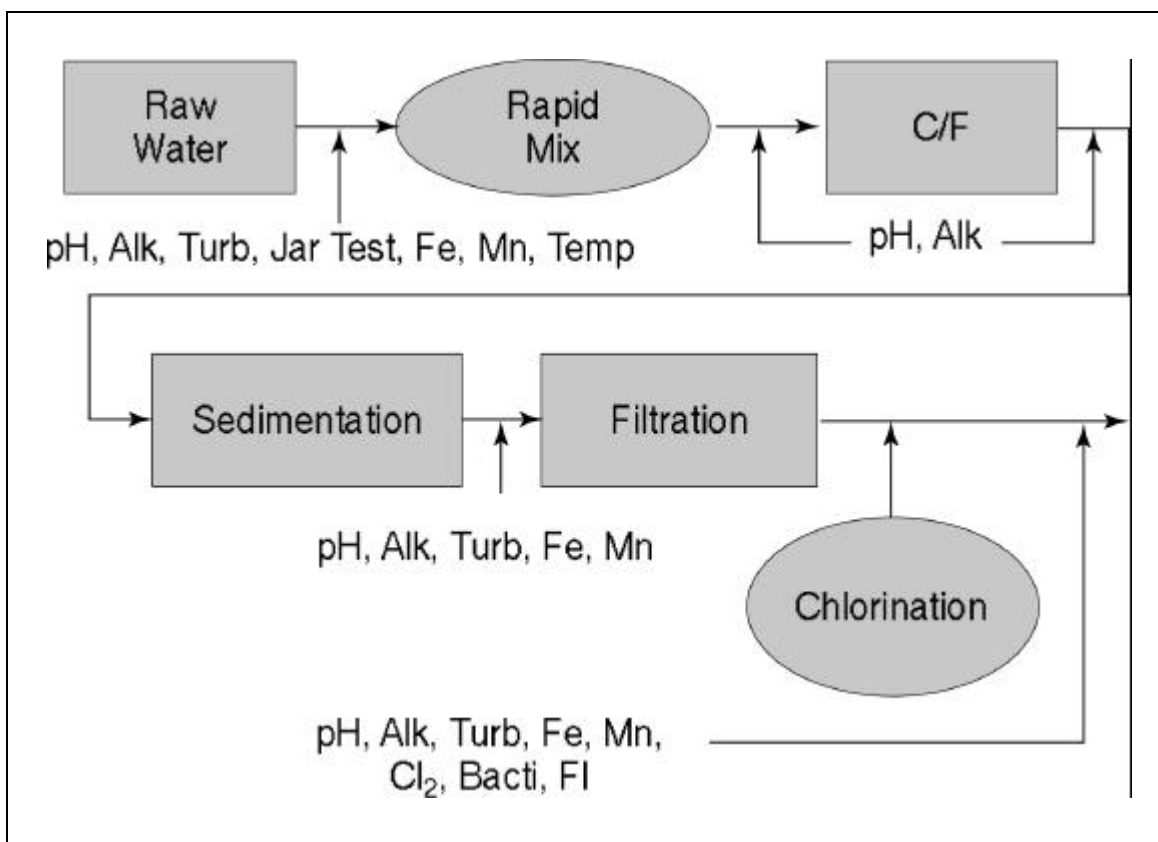 Raw
Water
Rapid
Mix
C/F
pH, Alk, Turb, Jar Test, Fe, Mn, Temp
pH, Alk
Sedimentation
Filtration
pH, Alk, Turb, Fe, Mn
Chlorination
pH, Alk, Turb, Fe, Mn,
Cl₂, Bacti, Fl